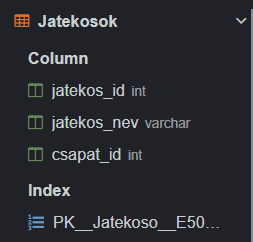 Jatekosok
Column
jatekos_id int
jatekos_nev varchar
csapat_id int
Index
PK__Jatekoso__E50...